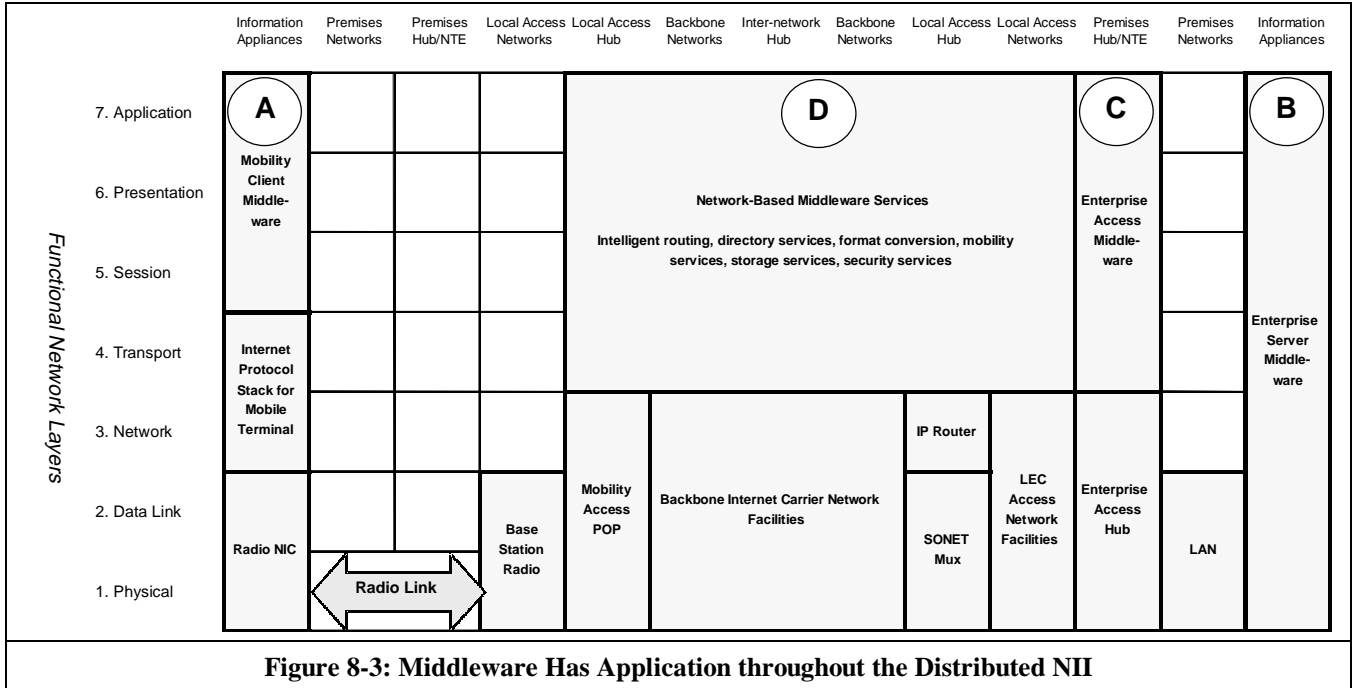 Information Appliances
Premises Networks
Premises Hub/NTE
Local Access Networks
Local Access Hub
Backbone Networks
Inter-network Hub
Backbone Networks
Local Access Hub
Local Access Networks
Premises Hub/NTE
Premises Networks
Information Appliances
Functional Network Layers
7. Application
6. Presentation
5. Session
4. Transport
3. Network
2. Data Link
1. Physical
A
Mobility
Client
Middle-
ware
Internet
Protocol
Stack for
Mobile
Terminal
Radio NIC
Radio Link
Base
Station
Radio
D
Network-Based Middleware Services
Intelligent routing, directory services, format conversion, mobility
services, storage services, security services
Mobility
Access
POP
Backbone Internet Carrier Network
Facilities
IP Router
SONET
Mux
LEC
Access
Network
Facilities
C
Enterprise
Access
Middle-
ware
Enterprise
Access
Hub
LAN
B
Enterprise
Server
Middle-
ware
Figure 8-3: Middleware Has Application throughout the Distributed NII